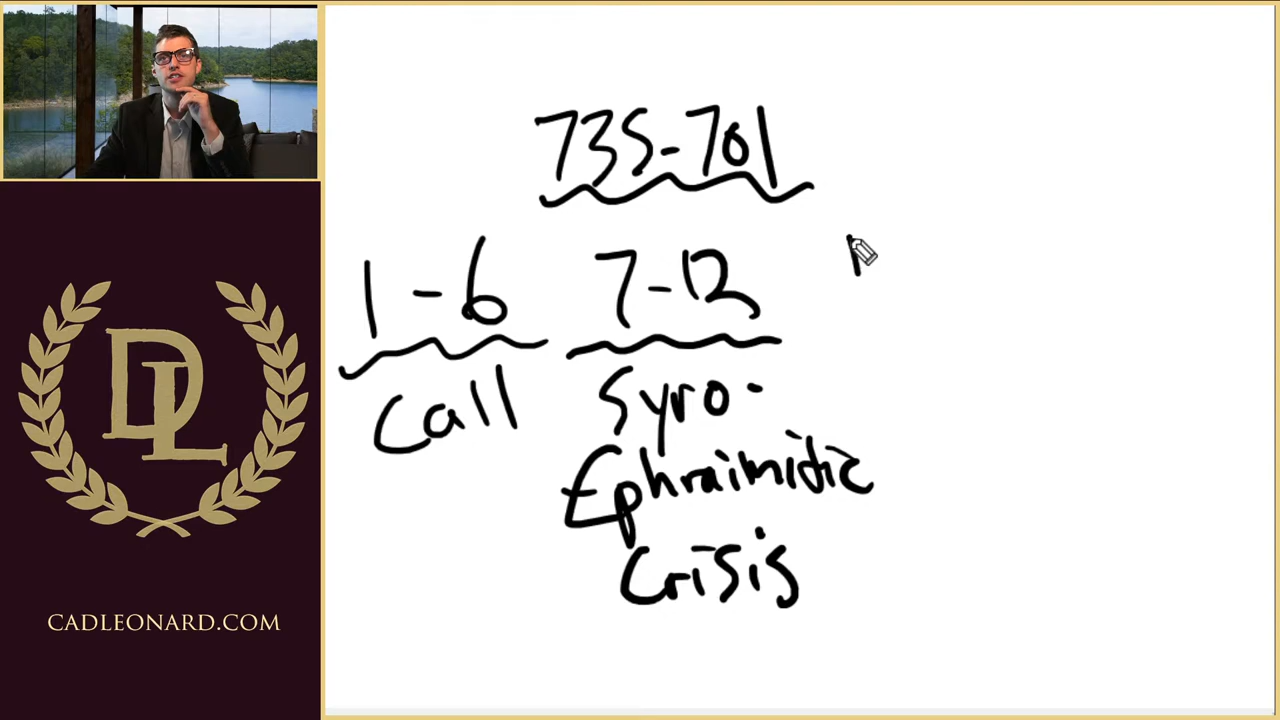 735-701
1-6
7-12
Call
Syro-
Ephraimitic
Crisis
DL
CADLEONARD.COM